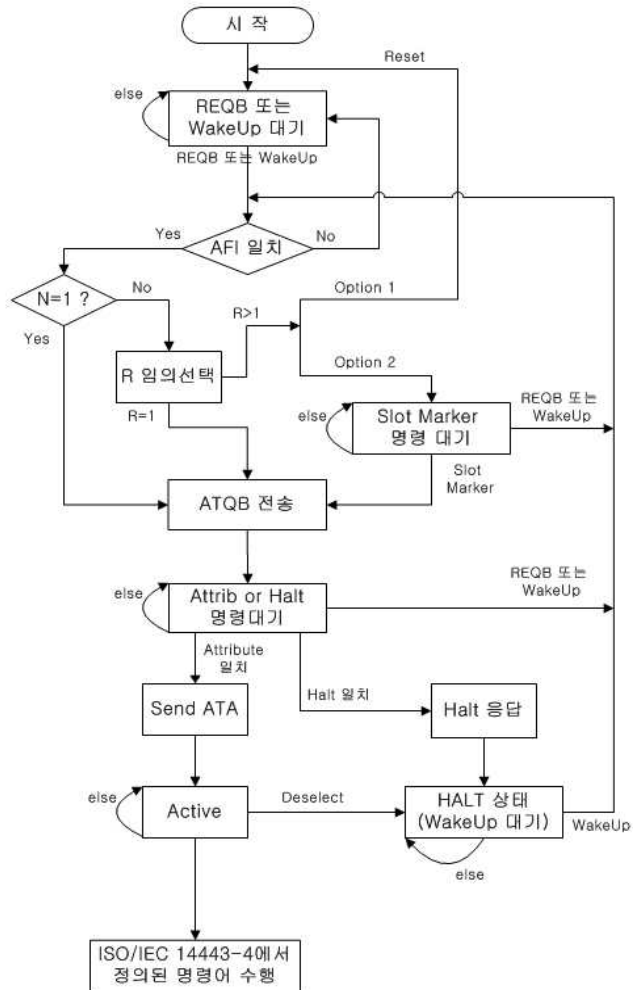 시 작
Reset
else
REQB 또는
WakeUp 대기
REQB 또는 WakeUp
Yes
AFI 일치
No
N=1 ?
No
Yes
R>1
Option 1
R 임의선택
Option 2
R=1
else
Slot Marker
명령 대기
REQB 또는
WakeUp
Slot
Marker
ATQB 전송
else
Attrib or Halt
명령대기
REQB 또는
WakeUp
Attribute
일치
Halt 일치
Send ATA
Halt 응답
else
Active
Deselect
HALT 상태
(WakeUp 대기)
WakeUp
else
ISO/IEC 14443-4에서
정의된 명령어 수행